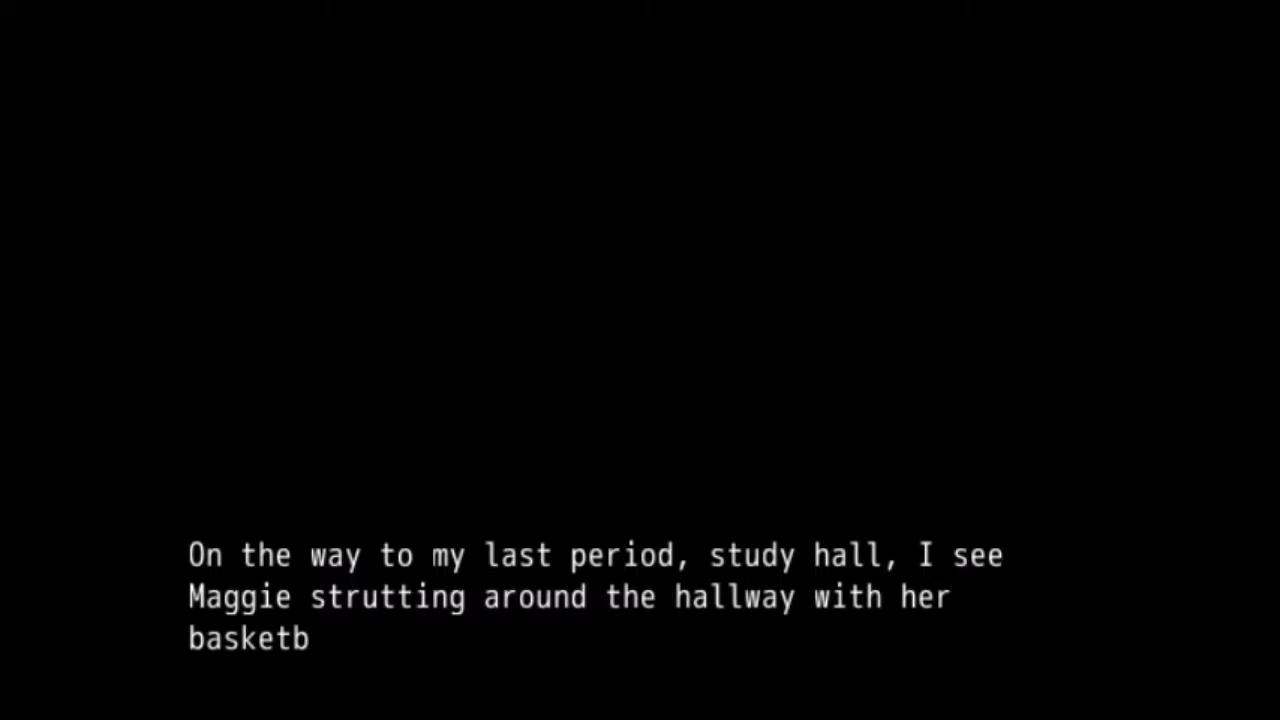 On the way to my last period, study hall, I see
Maggie strutting around the hallway with her
basketb